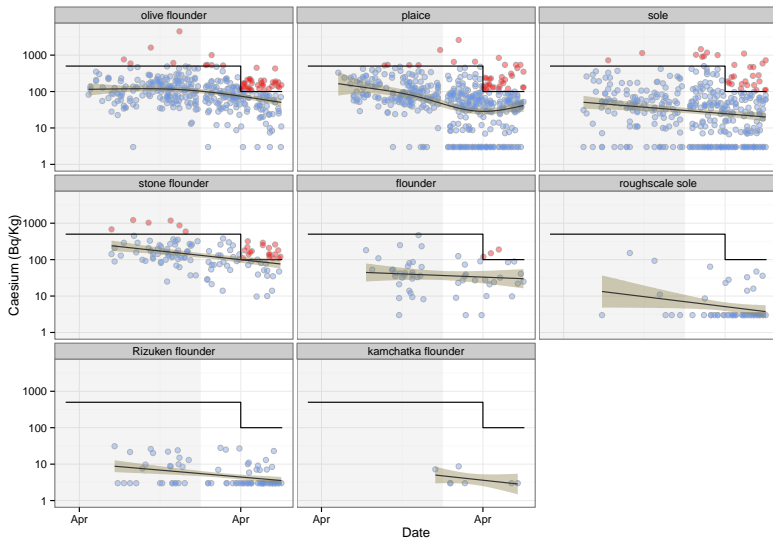 olive flounder plaice sole
1000
100
10
1
stone flounder flounder roughscale sole
1000
100
10
1
Caesium (Bq/Kg)
Rizuken flounder kamchatka flounder
1000
100
10
1
Apr Apr Apr Apr
Date